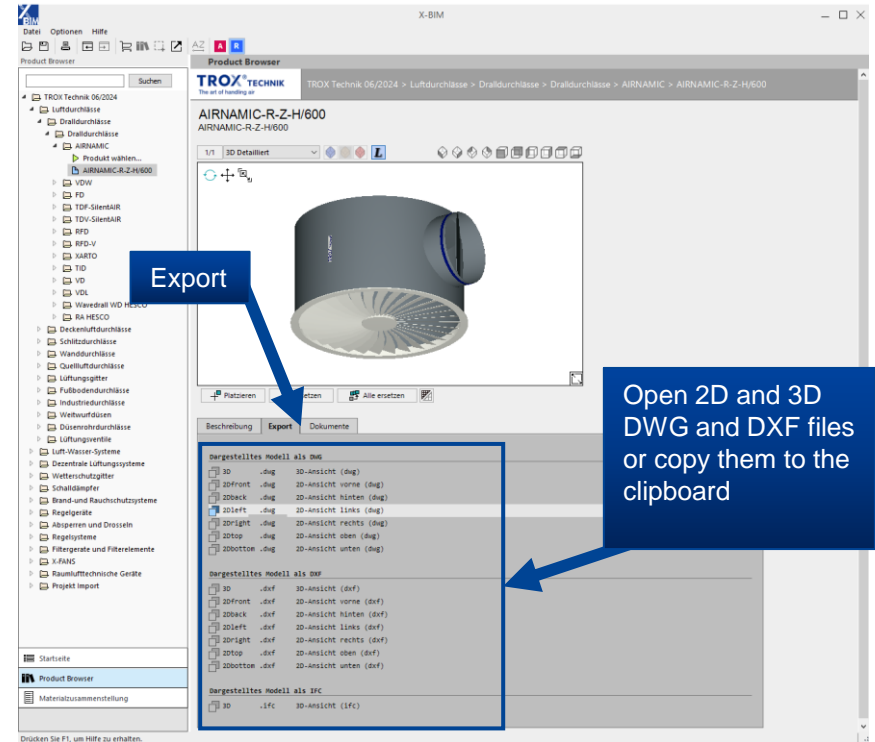 X-BIM
BIM
Datei Optionen Hilfe
AZ A R
Product Browser
Product Browser
Suchen
TROX® TECHNIK
The art of handling air
TROX Technik 06/2024 > Luftdurchlässe > Dralldurchlässe > Dralldurchlässe > AIRNAMIC > AIRNAMIC-R-Z-H/600
TROX Technik 06/2024
Luftdurchlässe
Dralldurchlässe
Dralldurchlässe
AIRNAMIC
Produkt wählen...
AIRNAMIC-R-Z-H/600
VDW
FD
TDF-SilentAIR
TDV-SilentAIR
RFD
RFD-V
XARTO
TID
VD
VDL
Wavedrall WD HESCO
RA HESCO
Deckenluftdurchlässe
Schlitzdurchlässe
Wanddurchlässe
Quellluftdurchlässe
Lüftungsgitter
Fußbodendurchlässe
Industriedurchlässe
Weitwurfdüsen
Düsenrohrdurchlässe
Lüftungsventile
Luft-Wasser-Systeme
Dezentrale Lüftungssysteme
Wetterschutzgitter
Schalldämpfer
Brand-und Rauchschutzsysteme
Regelgeräte
Absperren und Drosseln
Regelsysteme
Filtergeräte und Filterelemente
X-FANS
Raumlufttechnische Geräte
Projekt Import
Startseite
Product Browser
Materialzusammenstellung
Drücken Sie F1, um Hilfe zu erhalten.
AIRNAMIC-R-Z-H/600
AIRNAMIC-R-Z-H/600
1/1 3D Detailliert L
Export
Platzieren etzen Alle ersetzen
Open 2D and 3D
DWG and DXF files
or copy them to the
clipboard
Beschreibung Export Dokumente
Dargestelltes Modell als DWG
3D .dwg 3D-Ansicht (dwg)
2Dfront .dwg 2D-Ansicht vorne (dwg)
2Dback .dwg 2D-Ansicht hinten (dwg)
2Dleft .dwg 2D-Ansicht links (dwg)
2Dright .dwg 2D-Ansicht rechts (dwg)
2Dtop .dwg 2D-Ansicht oben (dwg)
2Dbottom .dwg 2D-Ansicht unten (dwg)
Dargestelltes Modell als DXF
3D .dxf 3D-Ansicht (dxf)
2Dfront .dxf 2D-Ansicht vorne (dxf)
2Dback .dxf 2D-Ansicht hinten (dxf)
2Dleft .dxf 2D-Ansicht links (dxf)
2Dright .dxf 2D-Ansicht rechts (dxf)
2Dtop .dxf 2D-Ansicht oben (dxf)
2Dbottom .dxf 2D-Ansicht unten (dxf)
Dargestelltes Modell als IFC
3D .ifc 3D-Ansicht (ifc)